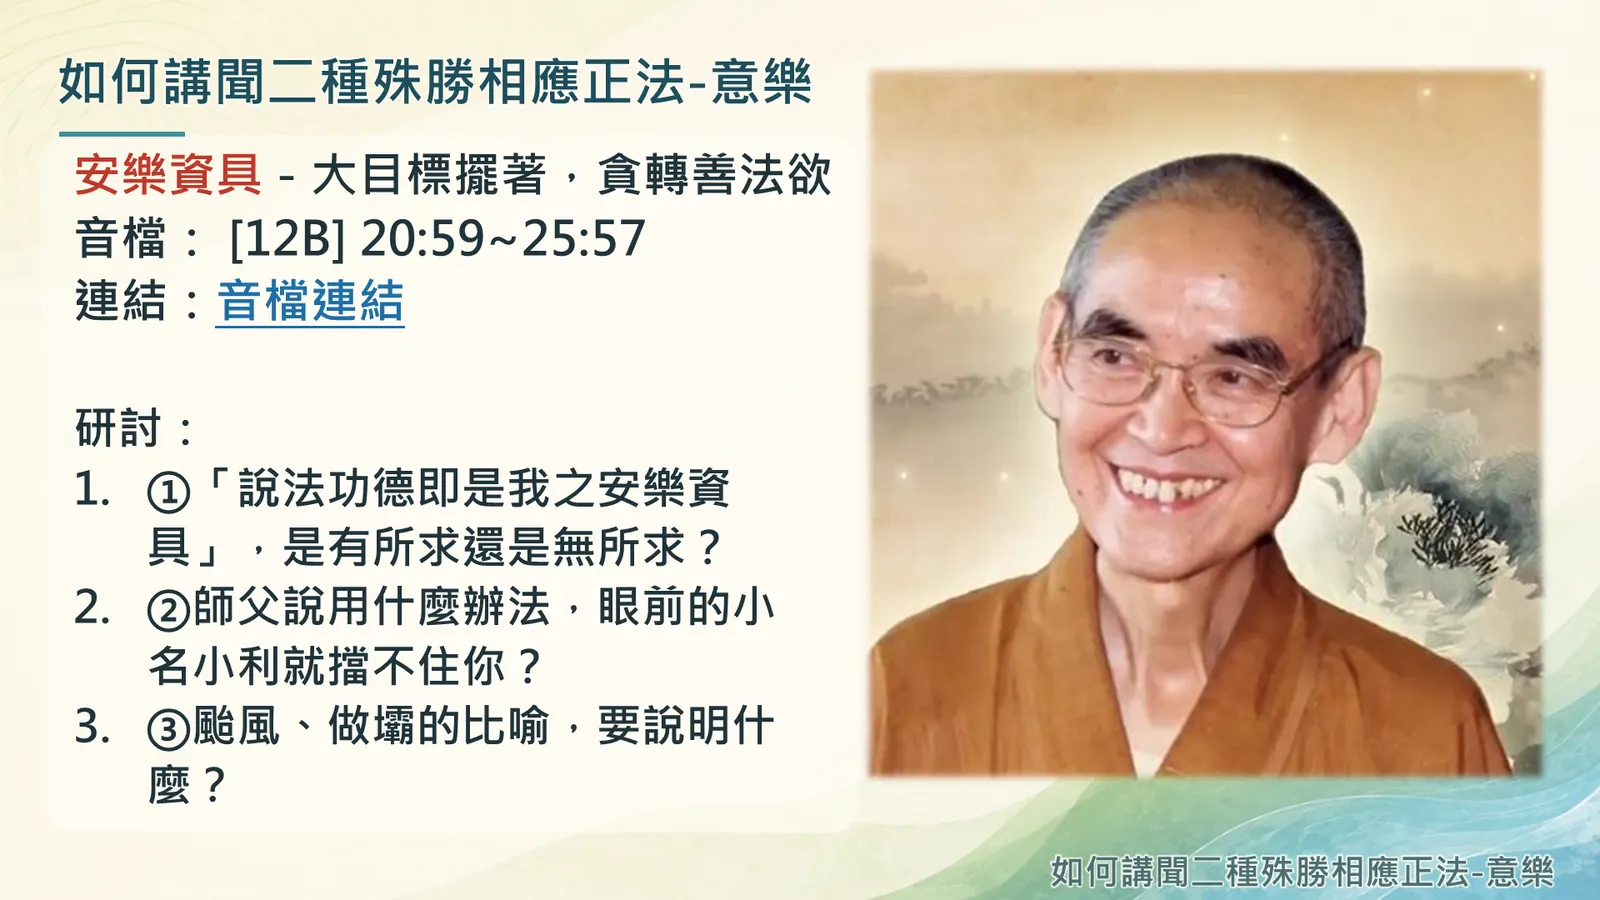 如何講聞二種殊勝相應正法-意樂
安樂資具 - 大目標擺著，貪轉善法欲
音檔： [12B] 20:59~25:57
連結：音檔連結
研討：
1. ①「說法功德即是我之安樂資
具」，是有所求還是無所求？
2. ②師父說用什麼辦法，眼前的小
名小利就擋不住你？
3. ③颱風、做壩的比喻，要說明什
麼？
如何講聞二種殊勝相應正法-意樂